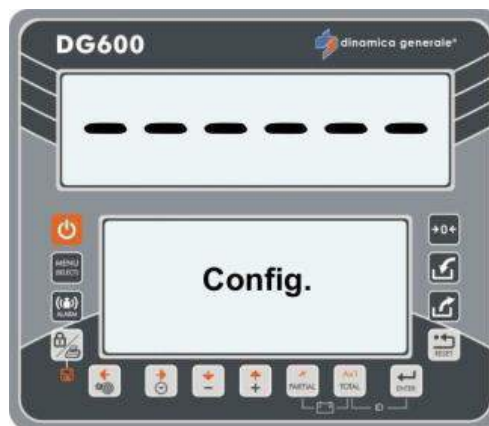 DG600
dinamica generale®
– – – – – –
Config.
→0←
MENU
(SELECT)
ALARM
RESET
−
+
PARTIAL
TOTAL
ENTER